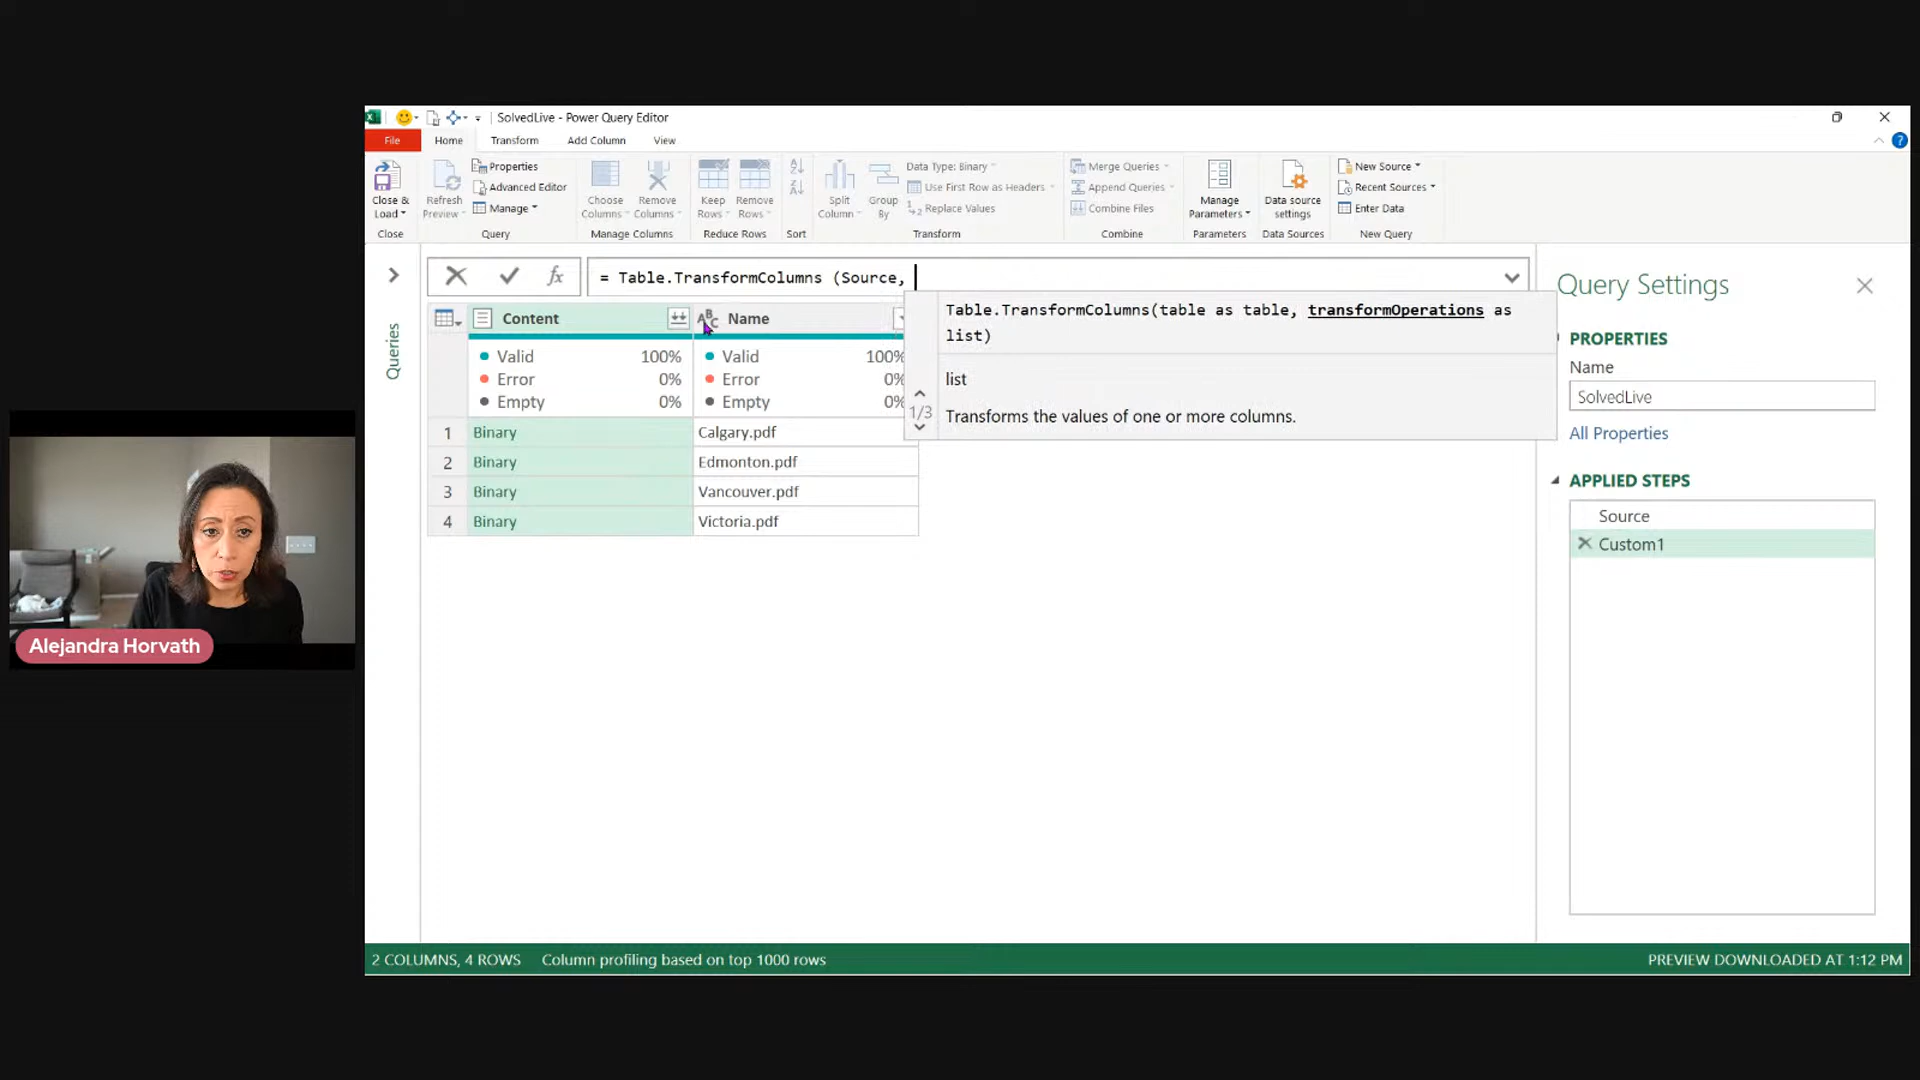 SolvedLive - Power Query Editor
File Home Transform Add Column View
Close & Load
Close
Refresh Preview
Properties
Advanced Editor
Manage
Query
Choose Columns
Remove Columns
Manage Columns
Keep Rows
Remove Rows
Reduce Rows
Sort
Split Column
Group By
Data Type: Binary
Use First Row as Headers
Replace Values
Transform
Merge Queries
Append Queries
Combine Files
Combine
Manage Parameters
Parameters
Data source settings
Data Sources
New Source
Recent Sources
Enter Data
New Query
fx = Table.TransformColumns (Source,
Table.TransformColumns(table as table, transformOperations as
list)
list
1/3
Transforms the values of one or more columns.
Queries
Content ABC Name
Valid 100% Valid 100%
Error 0% Error 0%
Empty 0% Empty 0%
1 Binary Calgary.pdf
2 Binary Edmonton.pdf
3 Binary Vancouver.pdf
4 Binary Victoria.pdf
Query Settings
PROPERTIES
Name
SolvedLive
All Properties
APPLIED STEPS
Source
Custom1
Alejandra Horvath
2 COLUMNS, 4 ROWS Column profiling based on top 1000 rows PREVIEW DOWNLOADED AT 1:12 PM